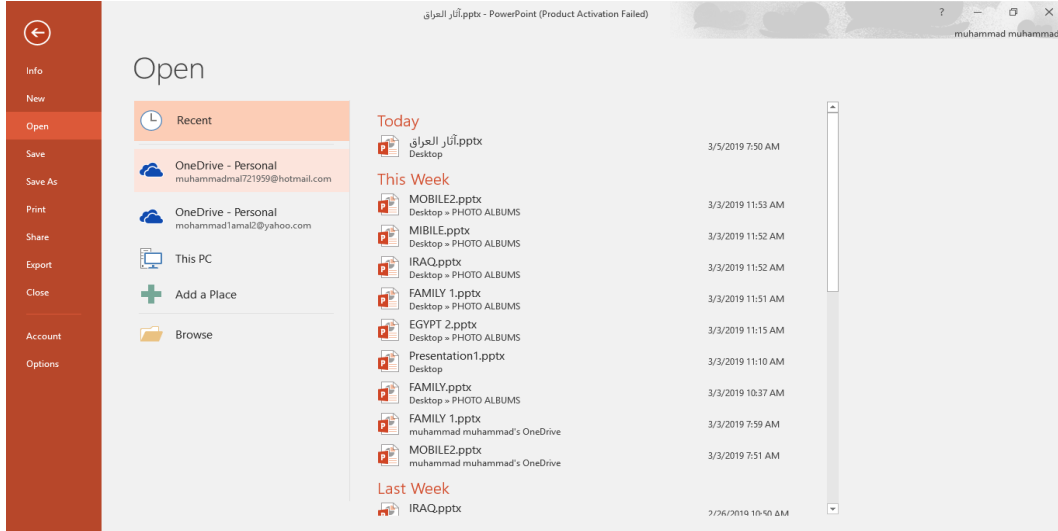 آثار العراق.pptx - PowerPoint (Product Activation Failed)
?
muhammad muhammad
Info
New
Open
Save
Save As
Print
Share
Export
Close
Account
Options
Open
Recent
OneDrive - Personal
muhammadmal721959@hotmail.com
OneDrive - Personal
mohammad1amal2@yahoo.com
This PC
Add a Place
Browse
Today
آثار العراق.pptx
Desktop
3/5/2019 7:50 AM
This Week
MOBILE2.pptx
Desktop » PHOTO ALBUMS
3/3/2019 11:53 AM
MIBILE.pptx
Desktop » PHOTO ALBUMS
3/3/2019 11:52 AM
IRAQ.pptx
Desktop » PHOTO ALBUMS
3/3/2019 11:52 AM
FAMILY 1.pptx
Desktop » PHOTO ALBUMS
3/3/2019 11:51 AM
EGYPT 2.pptx
Desktop » PHOTO ALBUMS
3/3/2019 11:15 AM
Presentation1.pptx
Desktop
3/3/2019 11:10 AM
FAMILY.pptx
Desktop » PHOTO ALBUMS
3/3/2019 10:37 AM
FAMILY 1.pptx
muhammad muhammad's OneDrive
3/3/2019 7:59 AM
MOBILE2.pptx
muhammad muhammad's OneDrive
3/3/2019 7:51 AM
Last Week
IRAQ.pptx
2/26/2019 10:50 AM